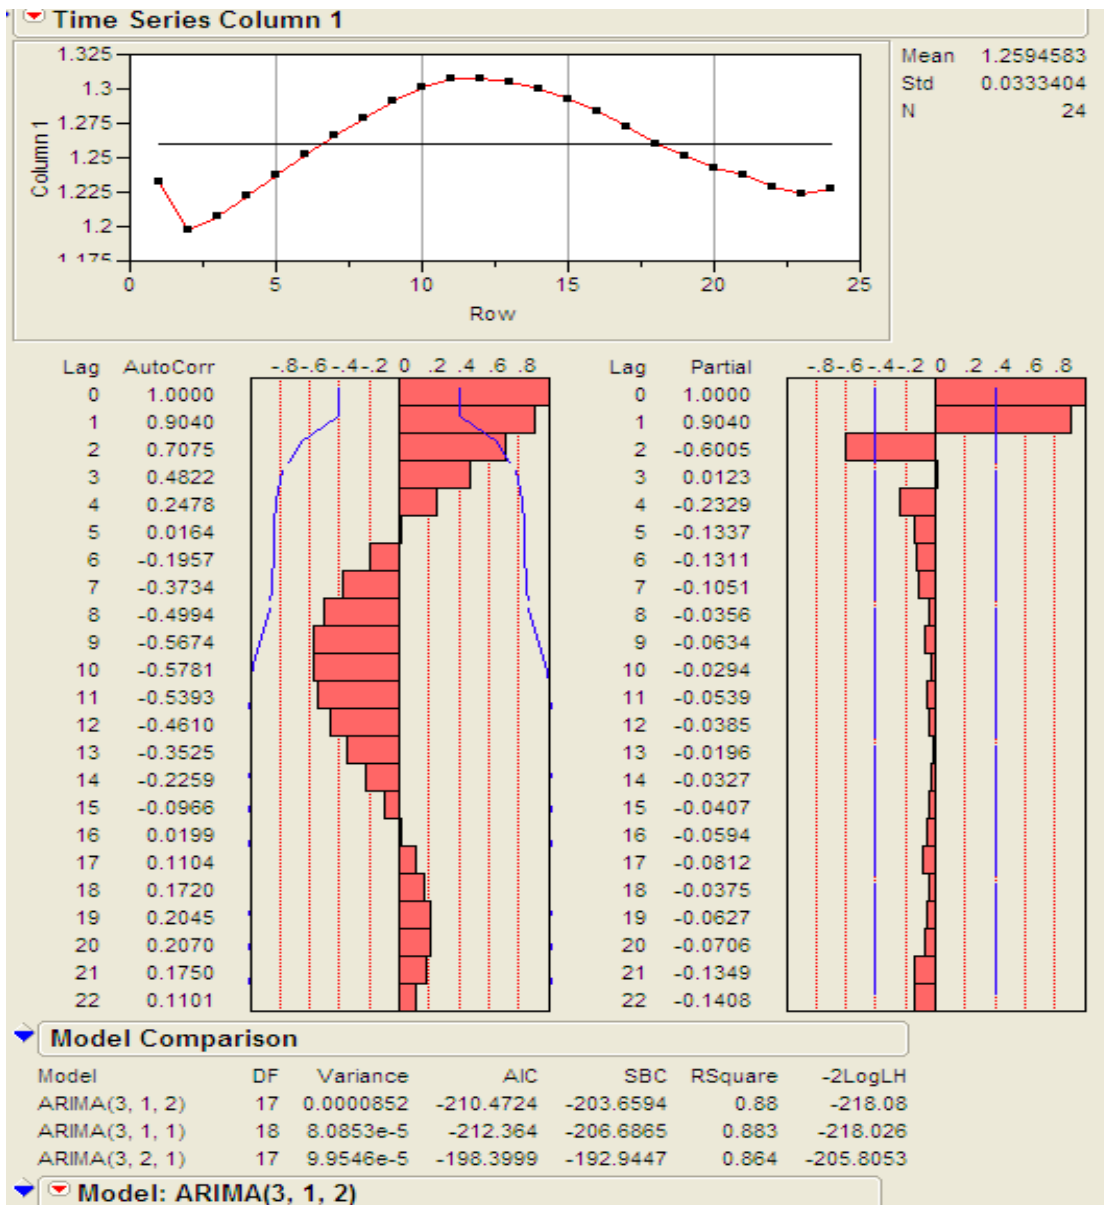 Time Series Column 1
1.325
1.3
1.275
1.25
1.225
1.2
1.175
Column 1
0 5 10 15 20 25
Row
Mean 1.2594583
Std 0.0333404
N 24
Lag AutoCorr -.8-.6-.4-.2 0 .2 .4 .6 .8 Lag Partial -.8-.6-.4-.2 0 .2 .4 .6 .8
0 1.0000 0 1.0000
1 0.9040 1 0.9040
2 0.7075 2 -0.6005
3 0.4822 3 0.0123
4 0.2478 4 -0.2329
5 0.0164 5 -0.1337
6 -0.1957 6 -0.1311
7 -0.3734 7 -0.1051
8 -0.4994 8 -0.0356
9 -0.5674 9 -0.0634
10 -0.5781 10 -0.0294
11 -0.5393 11 -0.0539
12 -0.4610 12 -0.0385
13 -0.3525 13 -0.0196
14 -0.2259 14 -0.0327
15 -0.0966 15 -0.0407
16 0.0199 16 -0.0594
17 0.1104 17 -0.0812
18 0.1720 18 -0.0375
19 0.2045 19 -0.0627
20 0.2070 20 -0.0706
21 0.1750 21 -0.1349
22 0.1101 22 -0.1408
Model Comparison
Model DF Variance AIC SBC RSquare -2LogLH
ARIMA(3, 1, 2) 17 0.0000852 -210.4724 -203.6594 0.88 -218.08
ARIMA(3, 1, 1) 18 8.0853e-5 -212.364 -206.6865 0.883 -218.026
ARIMA(3, 2, 1) 17 9.9546e-5 -198.3999 -192.9447 0.864 -205.8053
Model: ARIMA(3, 1, 2)